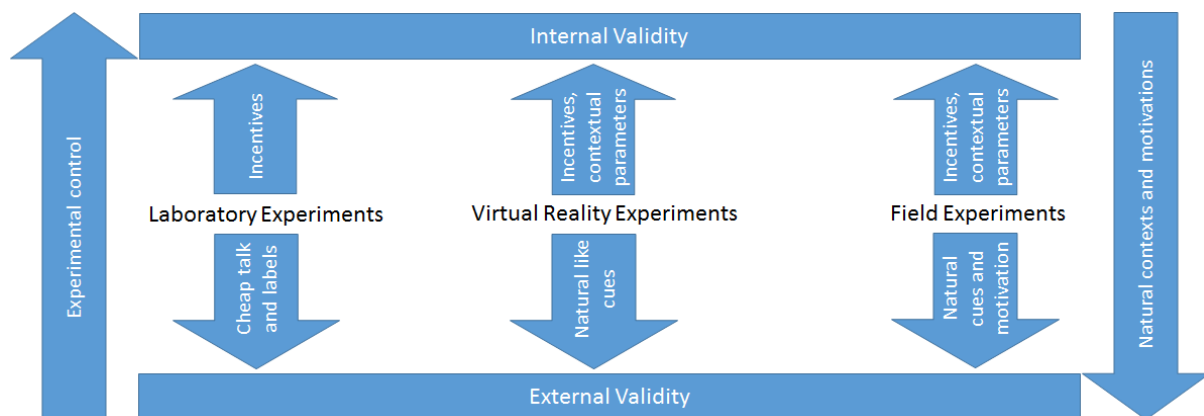 Internal Validity
Experimental control
Incentives
Incentives,
contextual
parameters
Incentives,
contextual
parameters
Natural contexts and motivations
Laboratory Experiments
Virtual Reality Experiments
Field Experiments
Cheap talk
and labels
Natural like
cues
Natural
cues and
motivation
External Validity